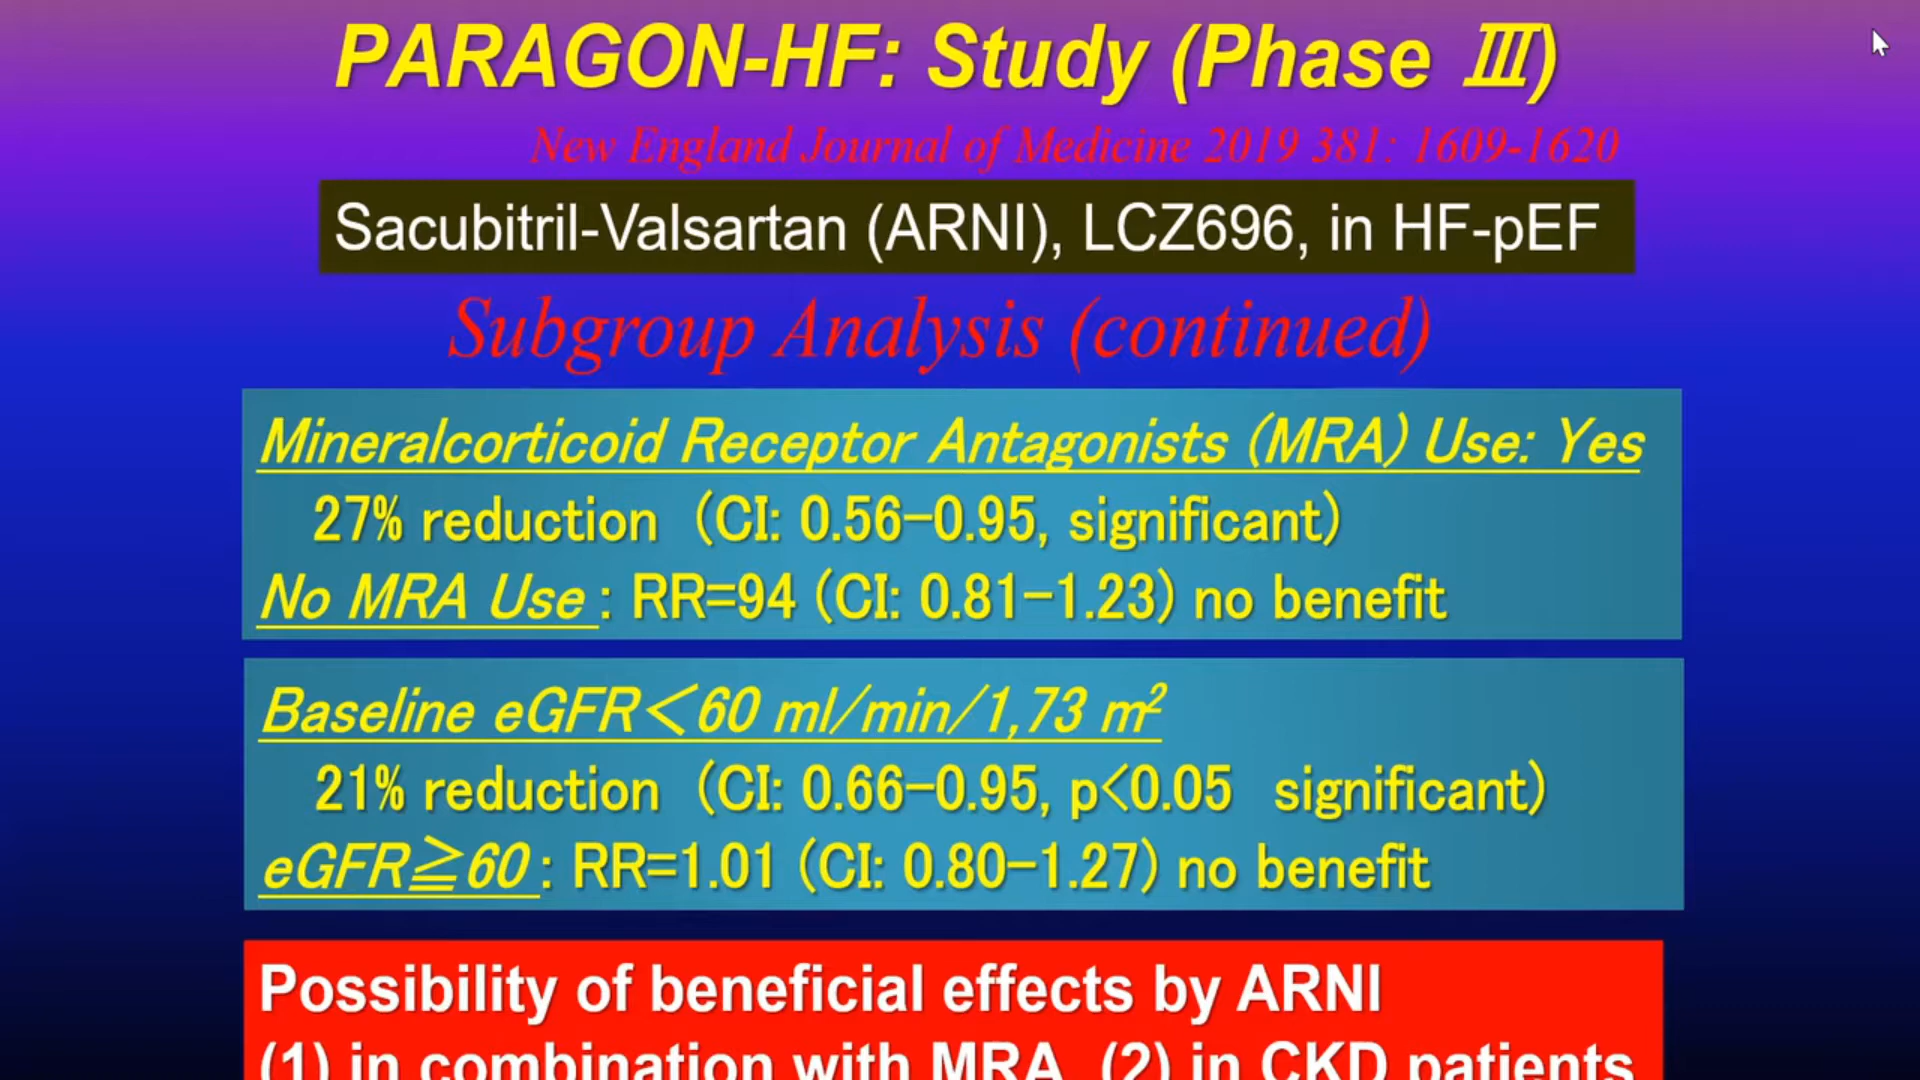 PARAGON-HF: Study (Phase Ⅲ)
New England Journal of Medicine 2019 381: 1609-1620
Sacubitril-Valsartan (ARNI), LCZ696, in HF-pEF
Subgroup Analysis (continued)
Mineralcorticoid Receptor Antagonists (MRA) Use: Yes
27% reduction (CI: 0.56-0.95, significant)
No MRA Use : RR=94 (CI: 0.81-1.23) no benefit
Baseline eGFR<60 ml/min/1,73 m²
21% reduction (CI: 0.66-0.95, p<0.05 significant)
eGFR≧60 : RR=1.01 (CI: 0.80-1.27) no benefit
Possibility of beneficial effects by ARNI
(1) in combination with MRA (2) in CKD patients